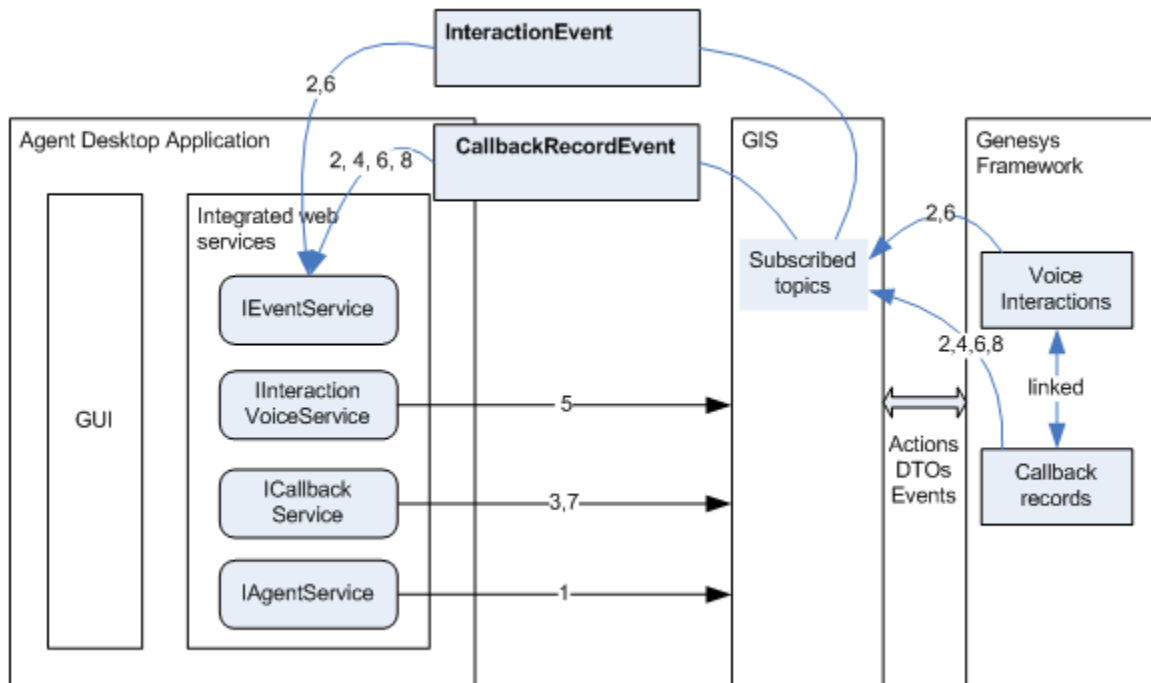 InteractionEvent
2,6
Agent Desktop Application
CallbackRecordEvent
GIS
Genesys
Framework
2, 4, 6, 8
Integrated web
services
2,6
Subscribed
topics
Voice
Interactions
IEventService
2,4,6,8
IInteraction
VoiceService
5
linked
GUI
Actions
DTOs
Events
ICallback
Service
3,7
Callback
records
IAgentService
1